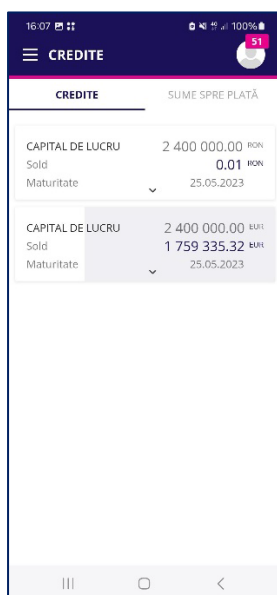 16:07 100%
51
CREDITE
CREDITE SUME SPRE PLATĂ
CAPITAL DE LUCRU 2 400 000.00 RON
Sold 0.01 RON
Maturitate 25.05.2023
CAPITAL DE LUCRU 2 400 000.00 EUR
Sold 1 759 335.32 EUR
Maturitate 25.05.2023